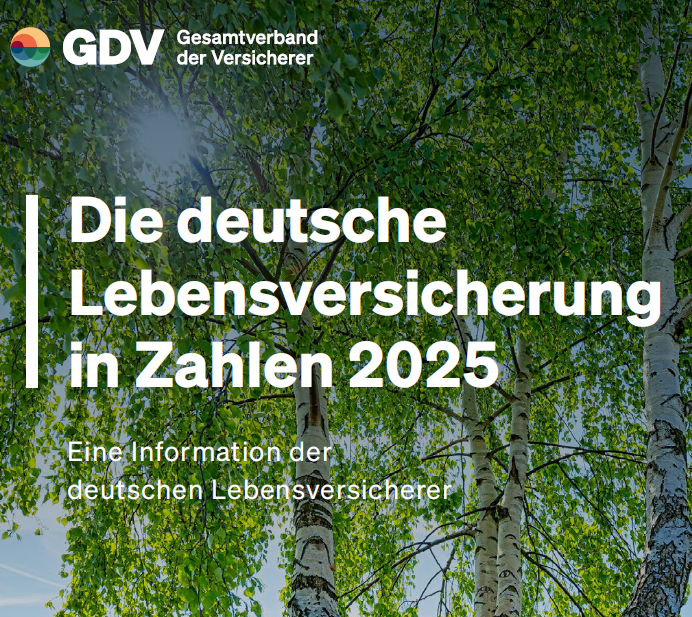 GDV Gesamtverband
der Versicherer
Die deutsche
Lebensversicherung
in Zahlen 2025
Eine Information der
deutschen Lebensversicherer